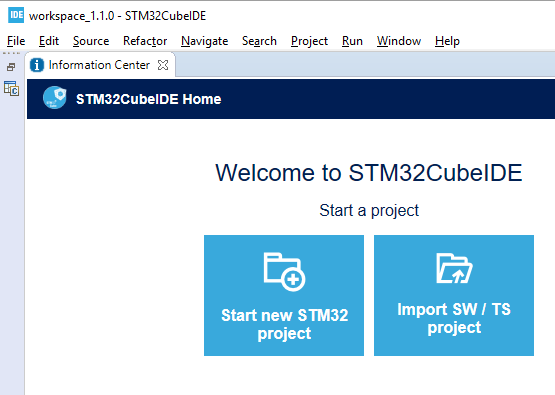 IDE workspace_1.1.0 - STM32CubeIDE
File Edit Source Refactor Navigate Search Project Run Window Help
Information Center
STM32CubeIDE Home
Welcome to STM32CubeIDE
Start a project
Start new STM32
project
Import SW / TS
project